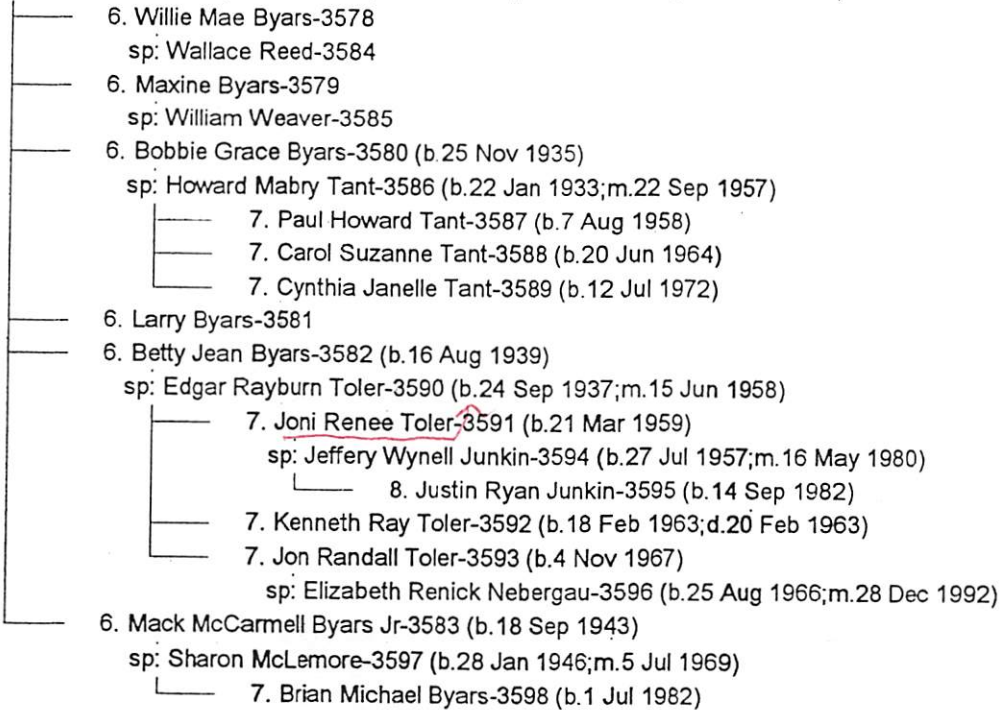 6. Willie Mae Byars-3578
sp: Wallace Reed-3584
6. Maxine Byars-3579
sp: William Weaver-3585
6. Bobbie Grace Byars-3580 (b.25 Nov 1935)
sp: Howard Mabry Tant-3586 (b.22 Jan 1933;m.22 Sep 1957)
7. Paul Howard Tant-3587 (b.7 Aug 1958)
7. Carol Suzanne Tant-3588 (b.20 Jun 1964)
7. Cynthia Janelle Tant-3589 (b.12 Jul 1972)
6. Larry Byars-3581
6. Betty Jean Byars-3582 (b.16 Aug 1939)
sp: Edgar Rayburn Toler-3590 (b.24 Sep 1937;m.15 Jun 1958)
7. Joni Renee Toler-3591 (b.21 Mar 1959)
sp: Jeffery Wynell Junkin-3594 (b.27 Jul 1957;m.16 May 1980)
8. Justin Ryan Junkin-3595 (b.14 Sep 1982)
7. Kenneth Ray Toler-3592 (b.18 Feb 1963;d.20 Feb 1963)
7. Jon Randall Toler-3593 (b.4 Nov 1967)
sp: Elizabeth Renick Nebergau-3596 (b.25 Aug 1966;m.28 Dec 1992)
6. Mack McCarmell Byars Jr-3583 (b.18 Sep 1943)
sp: Sharon McLemore-3597 (b.28 Jan 1946;m.5 Jul 1969)
7. Brian Michael Byars-3598 (b.1 Jul 1982)